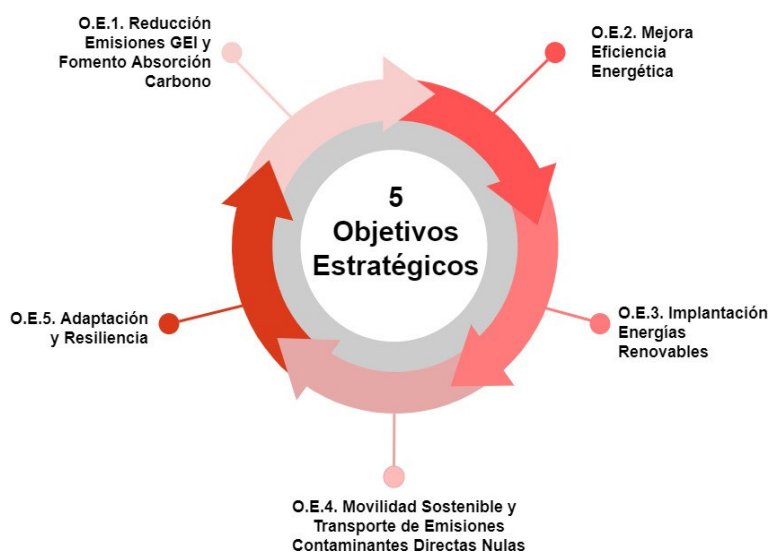 O.E.1. Reducción
Emisiones GEI y
Fomento Absorción
Carbono
O.E.2. Mejora
Eficiencia
Energética
5
Objetivos
Estratégicos
O.E.3. Implantación
Energías
Renovables
O.E.4. Movilidad Sostenible y
Transporte de Emisiones
Contaminantes Directas Nulas
O.E.5. Adaptación
y Resiliencia